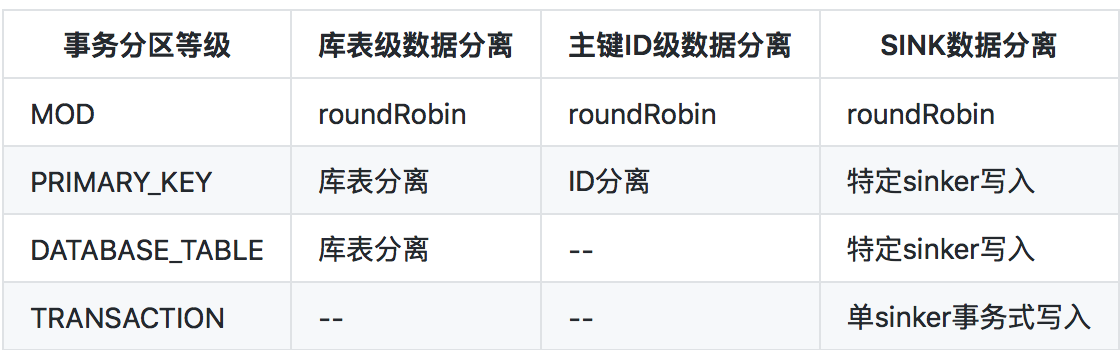 事务分区等级 库表级数据分离 主键ID级数据分离 SINK数据分离
MOD roundRobin roundRobin roundRobin
PRIMARY_KEY 库表分离 ID分离 特定sinker写入
DATABASE_TABLE 库表分离 -- 特定sinker写入
TRANSACTION -- -- 单sinker事务式写入